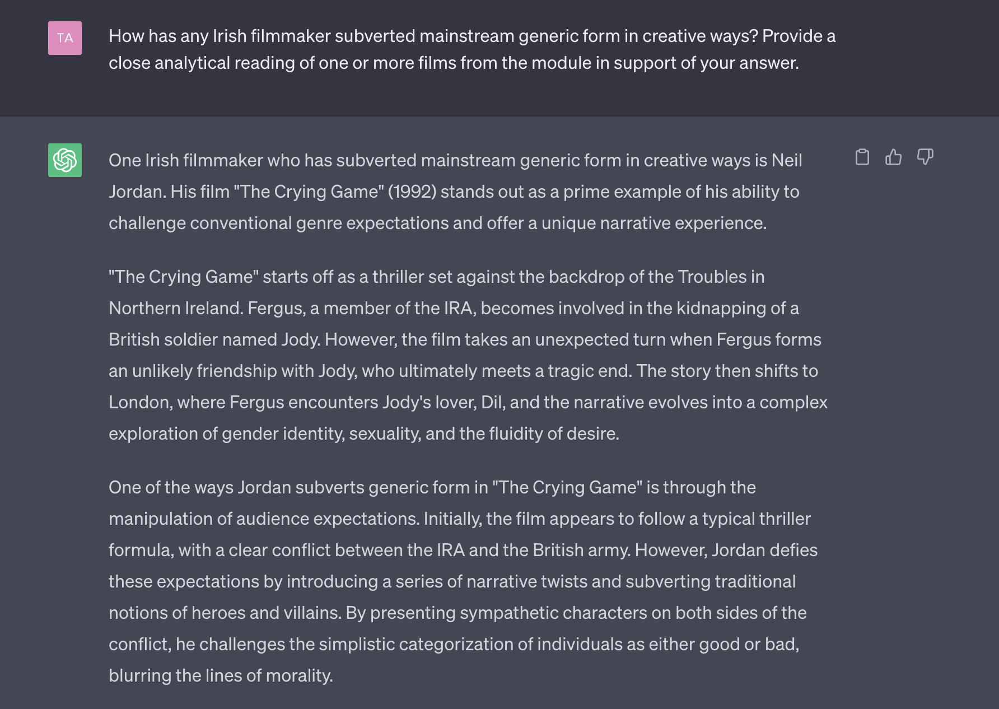 TA
How has any Irish filmmaker subverted mainstream generic form in creative ways? Provide a
close analytical reading of one or more films from the module in support of your answer.
One Irish filmmaker who has subverted mainstream generic form in creative ways is Neil
Jordan. His film "The Crying Game" (1992) stands out as a prime example of his ability to
challenge conventional genre expectations and offer a unique narrative experience.
"The Crying Game" starts off as a thriller set against the backdrop of the Troubles in
Northern Ireland. Fergus, a member of the IRA, becomes involved in the kidnapping of a
British soldier named Jody. However, the film takes an unexpected turn when Fergus forms
an unlikely friendship with Jody, who ultimately meets a tragic end. The story then shifts to
London, where Fergus encounters Jody's lover, Dil, and the narrative evolves into a complex
exploration of gender identity, sexuality, and the fluidity of desire.
One of the ways Jordan subverts generic form in "The Crying Game" is through the
manipulation of audience expectations. Initially, the film appears to follow a typical thriller
formula, with a clear conflict between the IRA and the British army. However, Jordan defies
these expectations by introducing a series of narrative twists and subverting traditional
notions of heroes and villains. By presenting sympathetic characters on both sides of the
conflict, he challenges the simplistic categorization of individuals as either good or bad,
blurring the lines of morality.